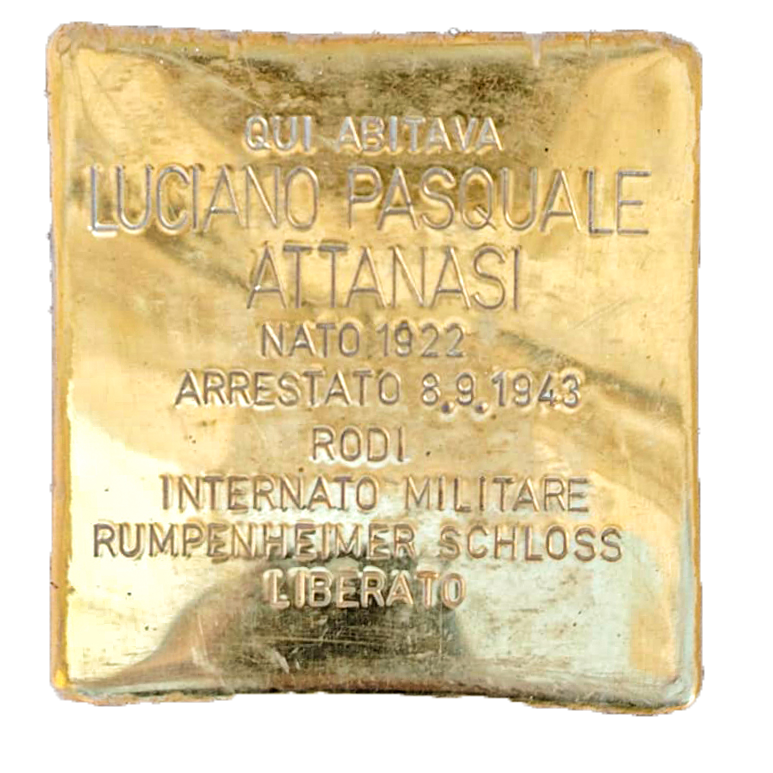 QUI ABITAVA
LUCIANO PASQUALE
ATTANASI
NATO 1922
ARRESTATO 8.9.1943
RODI
INTERNATO MILITARE
RUMPENHEIMER SCHLOSS
LIBERATO